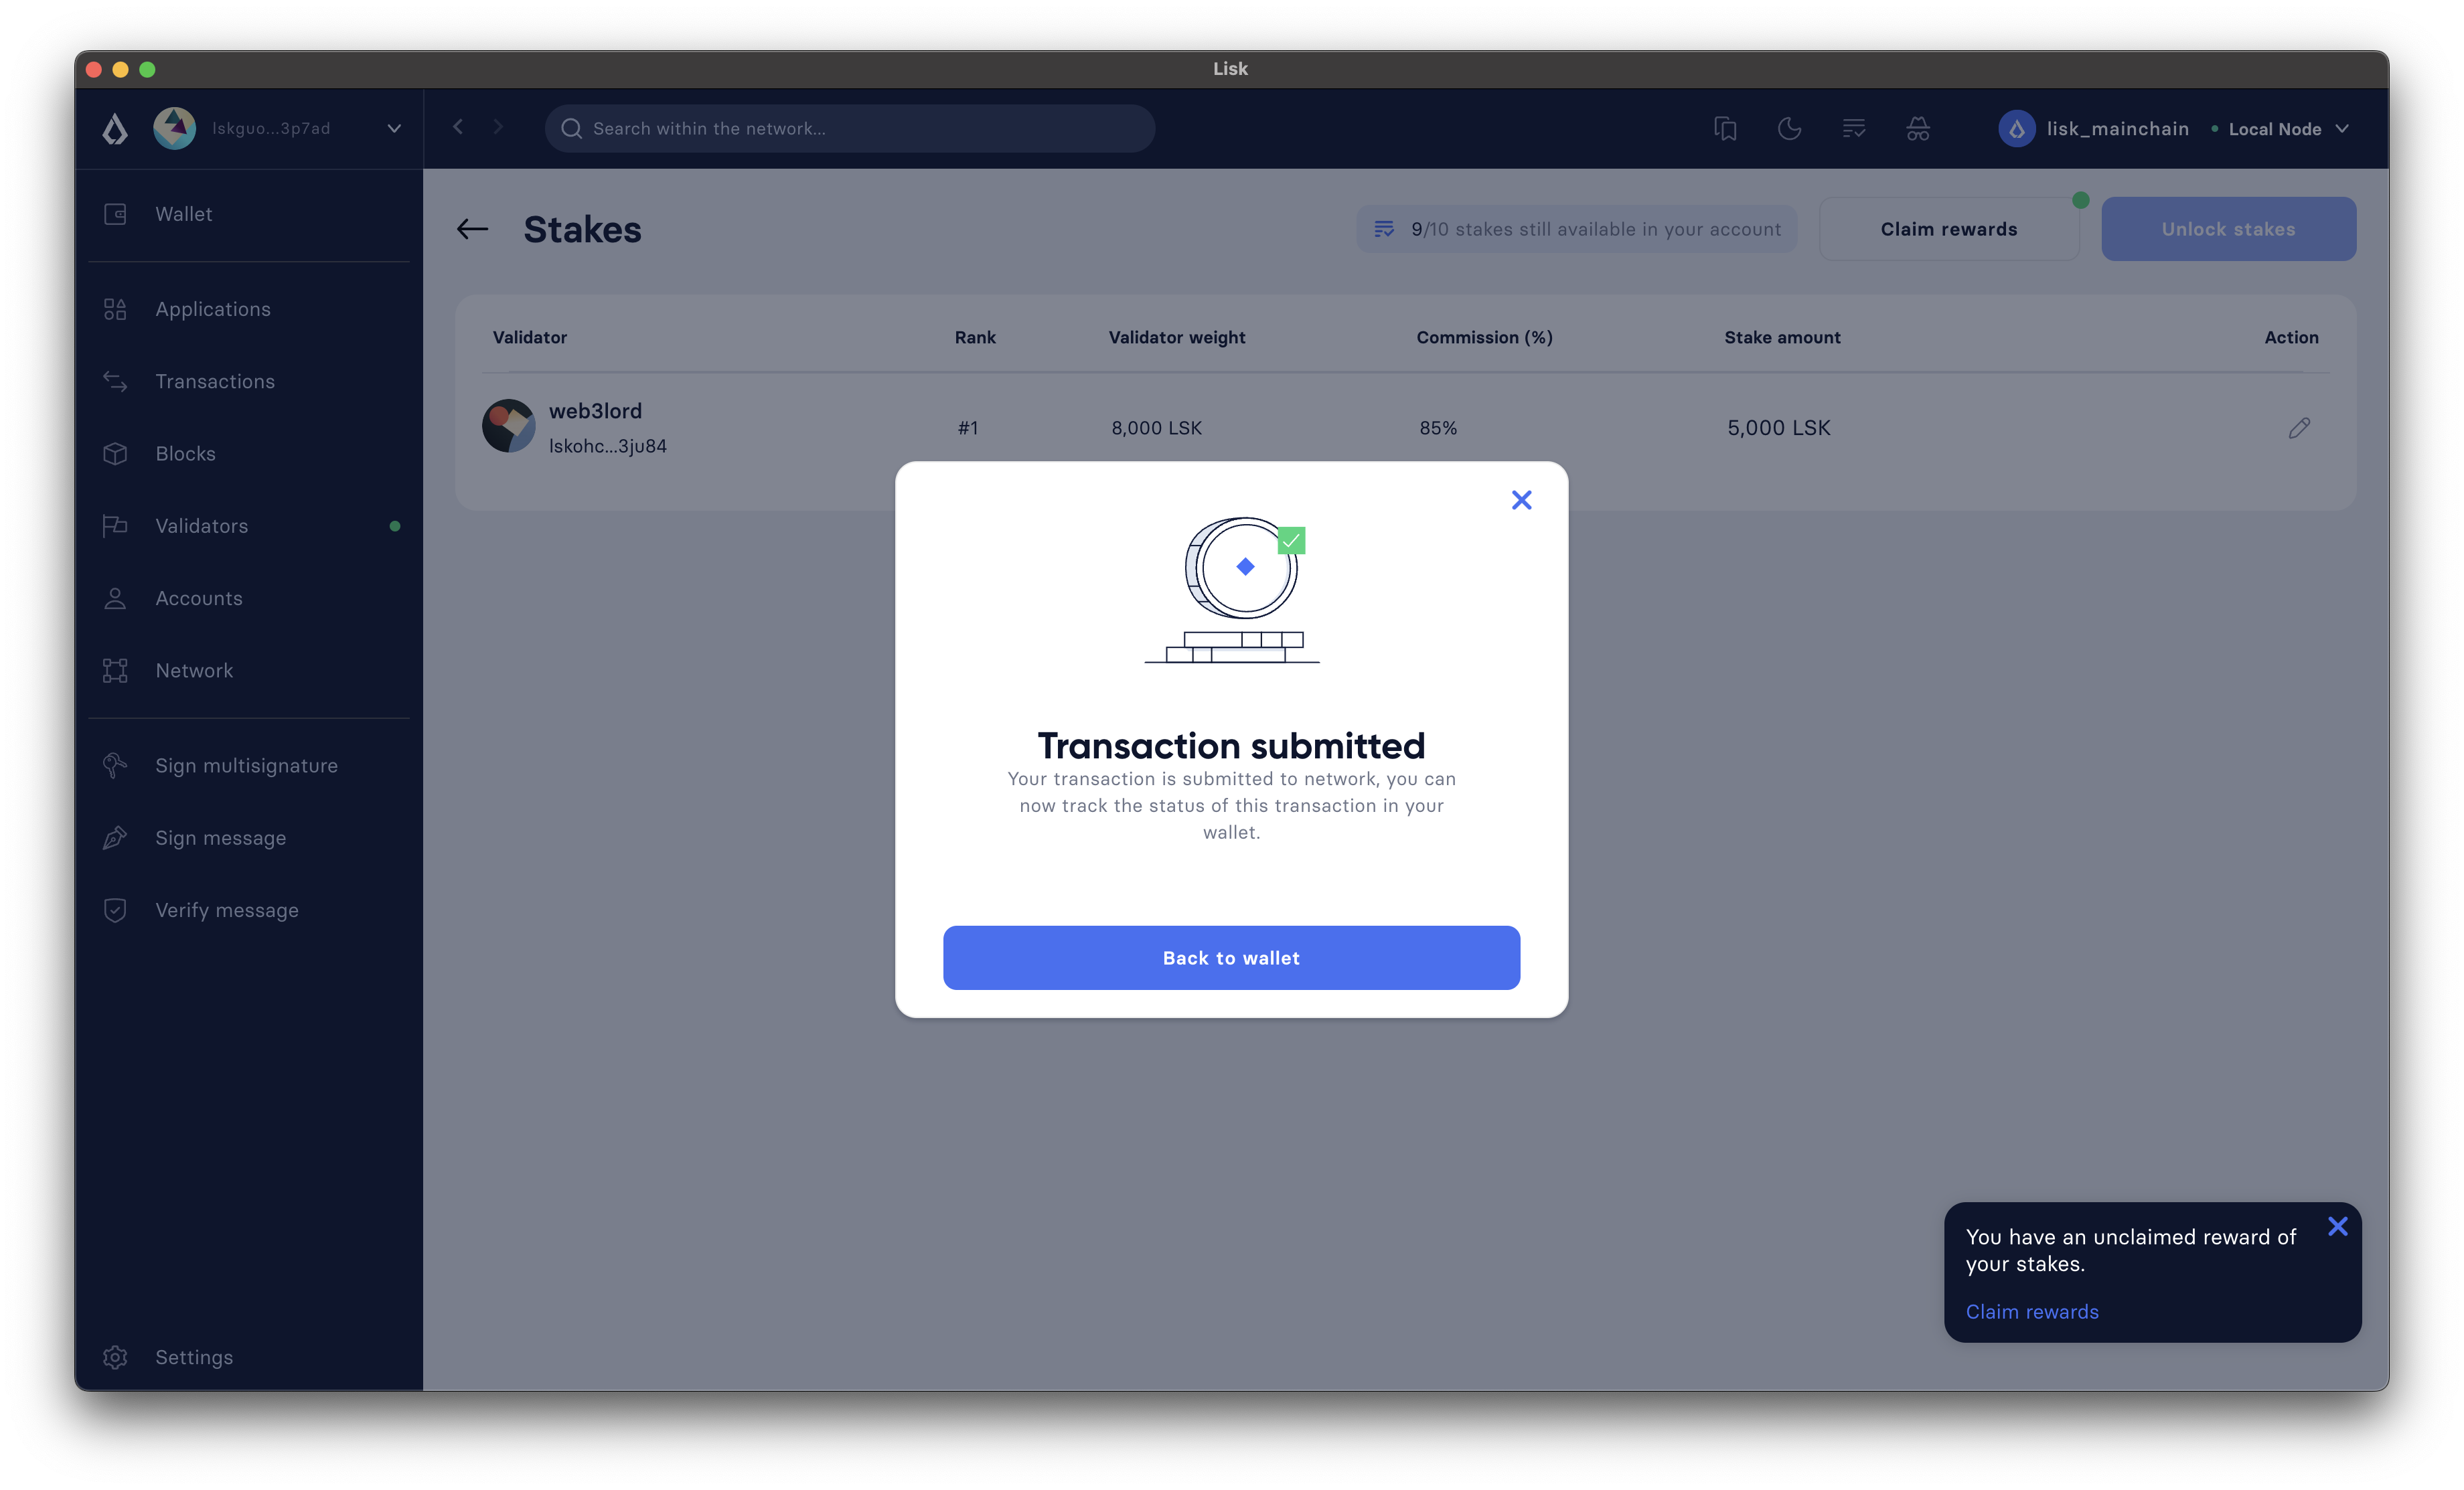 Lisk
lskguo...3p7ad
Search within the network...
lisk_mainchain
Local Node
Wallet
Applications
Transactions
Blocks
Validators
Accounts
Network
Sign multisignature
Sign message
Verify message
Settings
Stakes
9/10 stakes still available in your account
Claim rewards
Unlock stakes
Validator Rank Validator weight Commission (%) Stake amount Action
web3lord
lskohc...3ju84
#1 8,000 LSK 85% 5,000 LSK
Transaction submitted
Your transaction is submitted to network, you can
now track the status of this transaction in your
wallet.
Back to wallet
You have an unclaimed reward of
your stakes.
Claim rewards